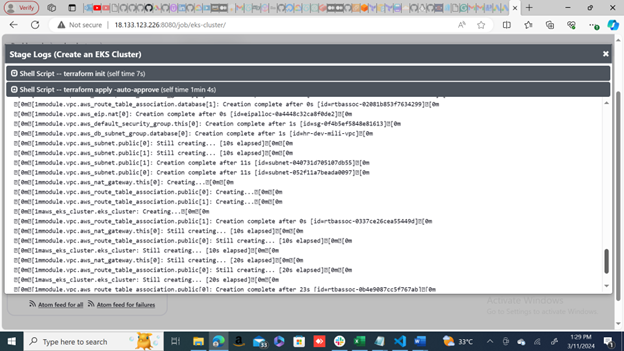 Verify
Not secure
18.133.123.226:8080/job/eks-cluster/
Stage Logs (Create an EKS Cluster)
Shell Script -- terraform init (self time 7s)
Shell Script -- terraform apply -auto-approve (self time 1min 4s)
[0m[1mmodule.vpc.aws_route_table_association.database[1]: Creation complete after 0s [id=rtbassoc-02081b853f7634299][0m
[0m[1mmodule.vpc.aws_eip.nat[0]: Creation complete after 0s [id=eipalloc-0a4448c32ca8f0de2][0m
[0m[1mmodule.vpc.aws_default_security_group.this[0]: Creation complete after 1s [id=sg-0f4b5ef5848e81613][0m
[0m[1mmodule.vpc.aws_db_subnet_group.database[0]: Creation complete after 1s [id=hr-dev-mili-vpc][0m
[0m[1mmodule.vpc.aws_subnet.public[0]: Still creating... [10s elapsed][0m[0m
[0m[1mmodule.vpc.aws_subnet.public[1]: Still creating... [10s elapsed][0m[0m
[0m[1mmodule.vpc.aws_subnet.public[1]: Creation complete after 11s [id=subnet-040731d705107db55][0m
[0m[1mmodule.vpc.aws_subnet.public[0]: Creation complete after 11s [id=subnet-052f11a7beada0097][0m
[0m[1mmodule.vpc.aws_nat_gateway.this[0]: Creating...[0m[0m
[0m[1mmodule.vpc.aws_route_table_association.public[0]: Creating...[0m[0m
[0m[1mmodule.vpc.aws_route_table_association.public[1]: Creating...[0m[0m
[0m[1maws_eks_cluster.eks_cluster: Creating...[0m[0m
[0m[1mmodule.vpc.aws_route_table_association.public[1]: Creation complete after 0s [id=rtbassoc-0337ce26cea55449d][0m
[0m[1mmodule.vpc.aws_nat_gateway.this[0]: Still creating... [10s elapsed][0m[0m
[0m[1mmodule.vpc.aws_route_table_association.public[0]: Still creating... [10s elapsed][0m[0m
[0m[1maws_eks_cluster.eks_cluster: Still creating... [10s elapsed][0m[0m
[0m[1mmodule.vpc.aws_nat_gateway.this[0]: Still creating... [20s elapsed][0m[0m
[0m[1mmodule.vpc.aws_route_table_association.public[0]: Still creating... [20s elapsed][0m[0m
[0m[1maws_eks_cluster.eks_cluster: Still creating... [20s elapsed][0m[0m
[0m[1mmodule.vpc.aws_route_table_association.public[0]: Creation complete after 23s [id=rtbassoc-0b4e9087cc5f767ab][0m
Atom feed for all
Atom feed for failures
Activate Windows
Type here to search
33°C
1:29 PM
3/11/2024